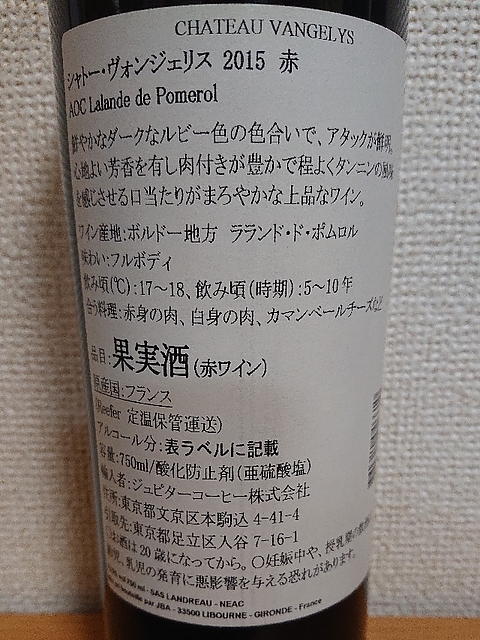 CHATEAU VANGELYS
シャトー・ヴォンジェリス 2015 赤
AOC Lalande de Pomerol
鮮やかなダークなルビー色の色合いで、アタックが鮮明。
心地よい芳香を有し肉付きが豊かで程よくタンニンの風味
を感じさせる口当たりがまろやかな上品なワイン。
ワイン産地:ボルドー地方 ラランド・ド・ポムロル
味わい:フルボディ
飲み頃(℃):17~18、飲み頃(時期):5~10年
合う料理:赤身の肉、白身の肉、カマンベールチーズなど
品目:果実酒(赤ワイン)
原産国:フランス
(Reefer 定温保管運送)
アルコール分:表ラベルに記載
容量:750ml/酸化防止剤(亜硫酸塩)
輸入者:ジュピターコーヒー株式会社
住所:東京都文京区本駒込 4-41-4
引取先:東京都足立区入谷 7-16-1
〇お酒は20歳になってから。〇妊娠中や、授乳期の
胎児、乳児の発育に悪影響を与える恐れがあります。
750 ml - SAS LANDREAU - NEAC
bouteille par JBA - 33500 LIBOURNE - GIRONDE - France